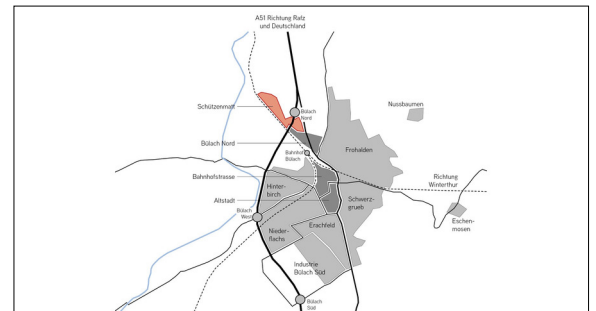 A51 Richtung Rafz
und Deutschland
Schützenmatt
Bülach
Nord
Nussbaumen
Bülach Nord
Bahnhof
Bülach
Frohalden
Bahnhofstrasse
Richtung
Winterthur
Hinter-
birch
Altstadt
Schwerz-
grueb
Bülach
West
Eschen-
mosen
Erachfeld
Nieder-
flachs
Industrie
Bülach Süd
Bülach
Süd